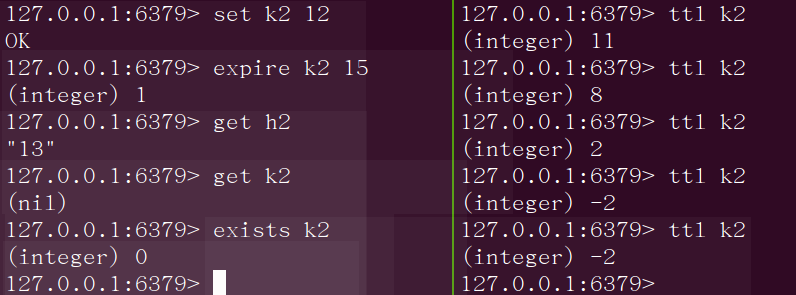 127.0.0.1:6379> set k2 12
OK
127.0.0.1:6379> expire k2 15
(integer) 1
127.0.0.1:6379> get h2
"13"
127.0.0.1:6379> get k2
(nil)
127.0.0.1:6379> exists k2
(integer) 0
127.0.0.1:6379>
127.0.0.1:6379> ttl k2
(integer) 11
127.0.0.1:6379> ttl k2
(integer) 8
127.0.0.1:6379> ttl k2
(integer) 2
127.0.0.1:6379> ttl k2
(integer) -2
127.0.0.1:6379> ttl k2
(integer) -2
127.0.0.1:6379>